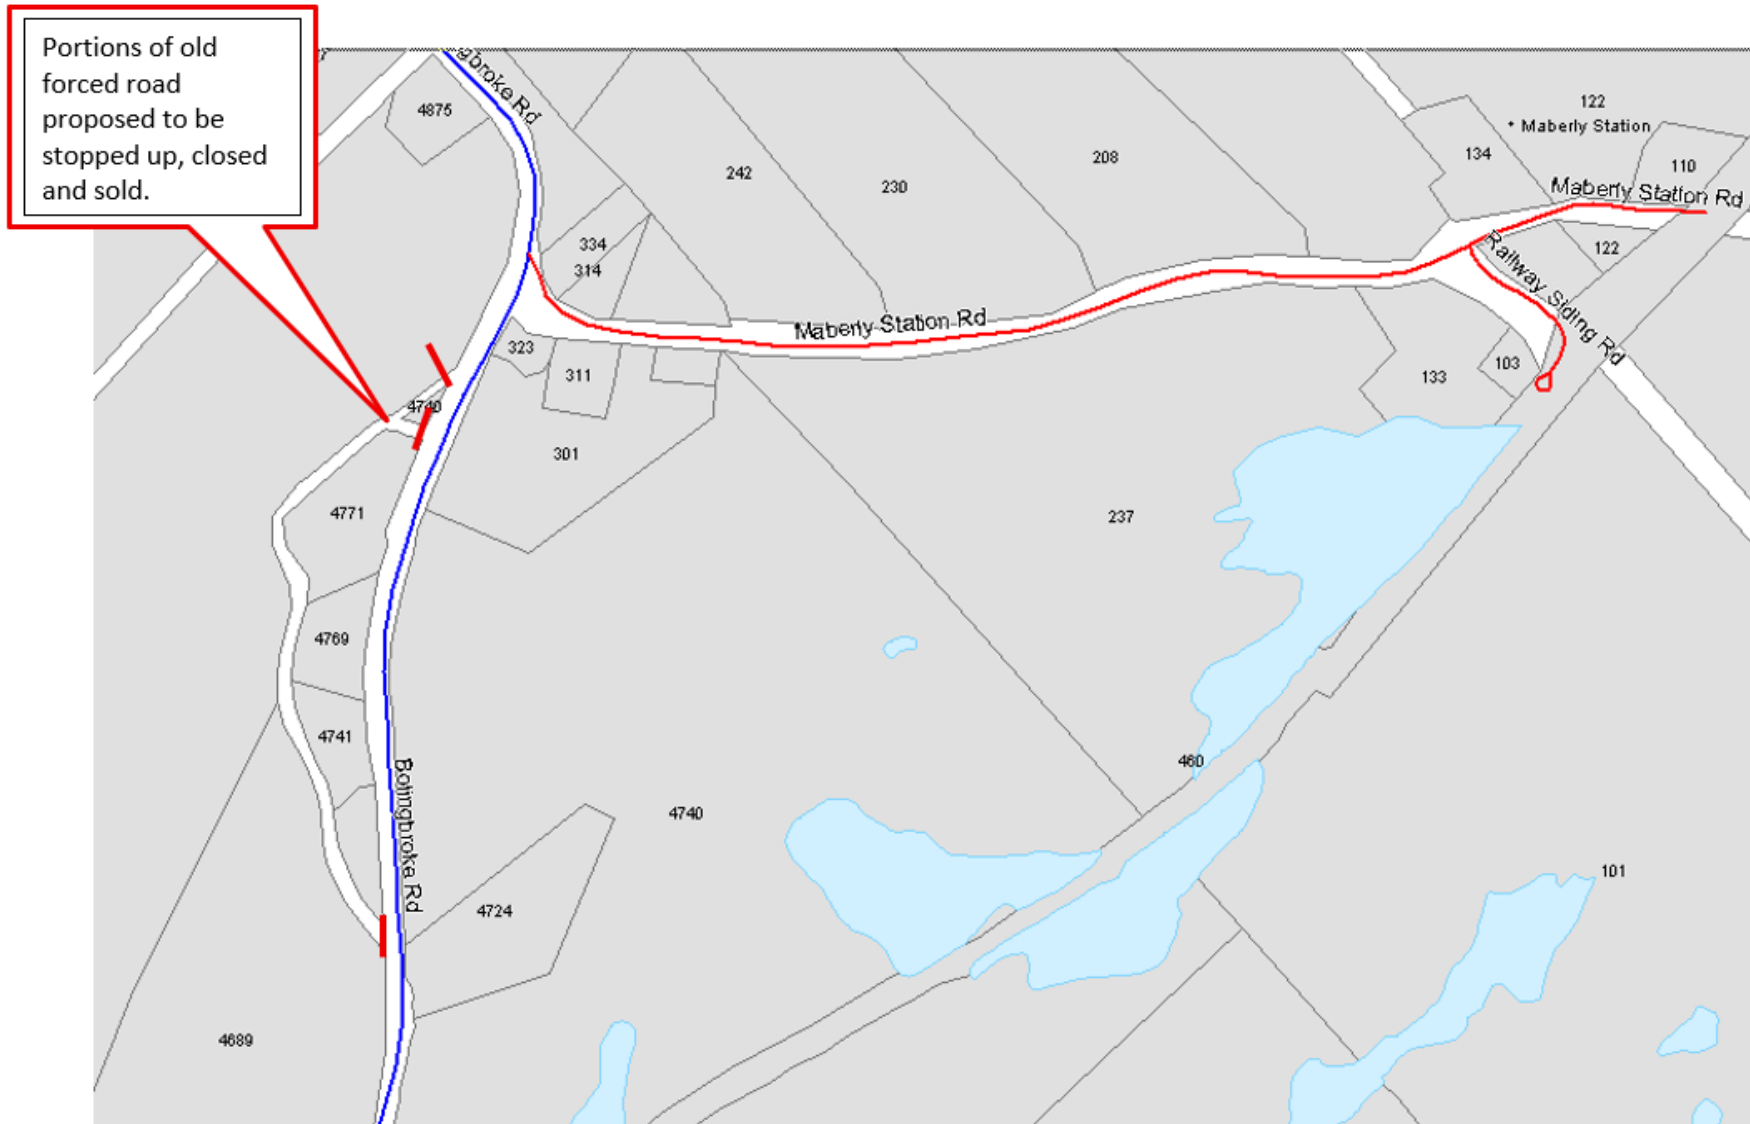 Portions of old
forced road
proposed to be
stopped up, closed
and sold.
gbroke Rd
4875
122
Maberly Station
134
110
208
242
230
Maberly Station Rd
334
122
314
Railway Siding Rd
Maberly Station Rd
323
311
103
133
4740
301
4771
237
4769
4741
460
Bolingbroke Rd
4740
101
4724
4689